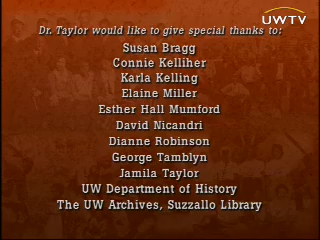 UWTV
Dr. Taylor would like to give special thanks to:
Susan Bragg
Connie Kelliher
Karla Kelling
Elaine Miller
Esther Hall Mumford
David Nicandri
Dianne Robinson
George Tamblyn
Jamila Taylor
UW Department of History
The UW Archives, Suzzallo Library